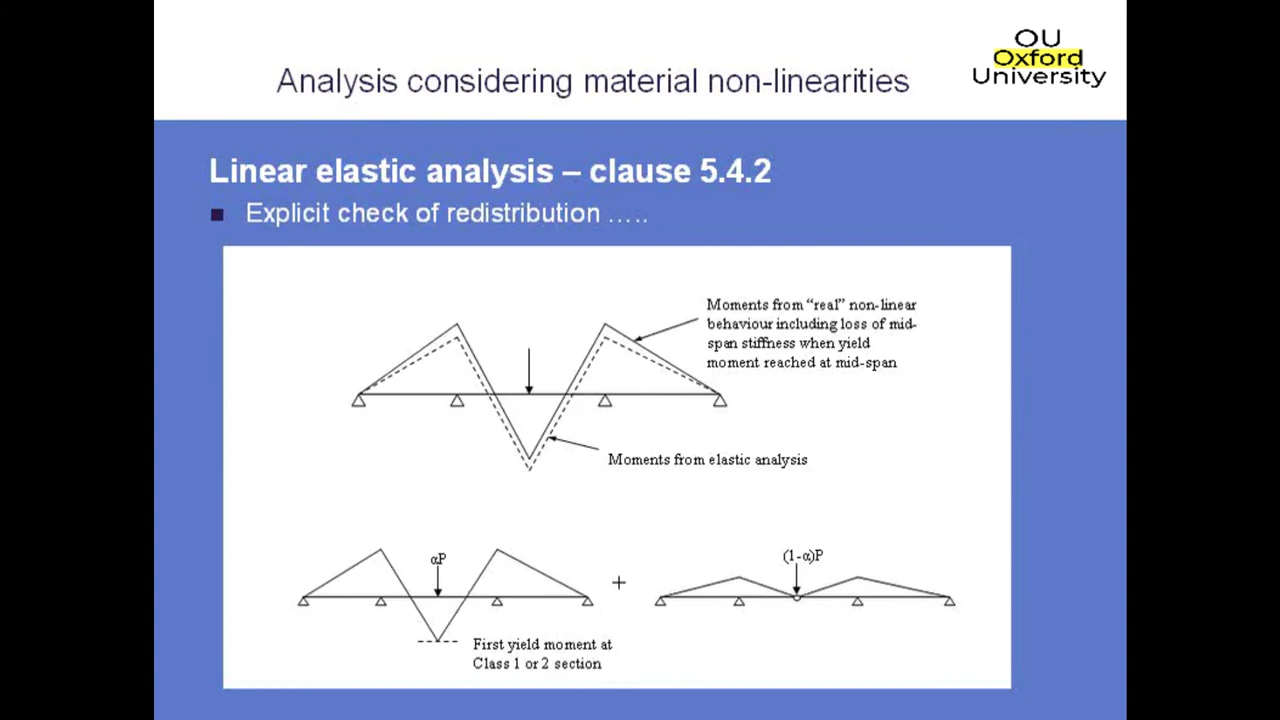 Analysis considering material non-linearities
OU
Oxford
University
Linear elastic analysis – clause 5.4.2
Explicit check of redistribution …..
Moments from “real” non-linear
behaviour including loss of mid-
span stiffness when yield
moment reached at mid-span
Moments from elastic analysis
αP
(1-α)P
+
First yield moment at
Class 1 or 2 section